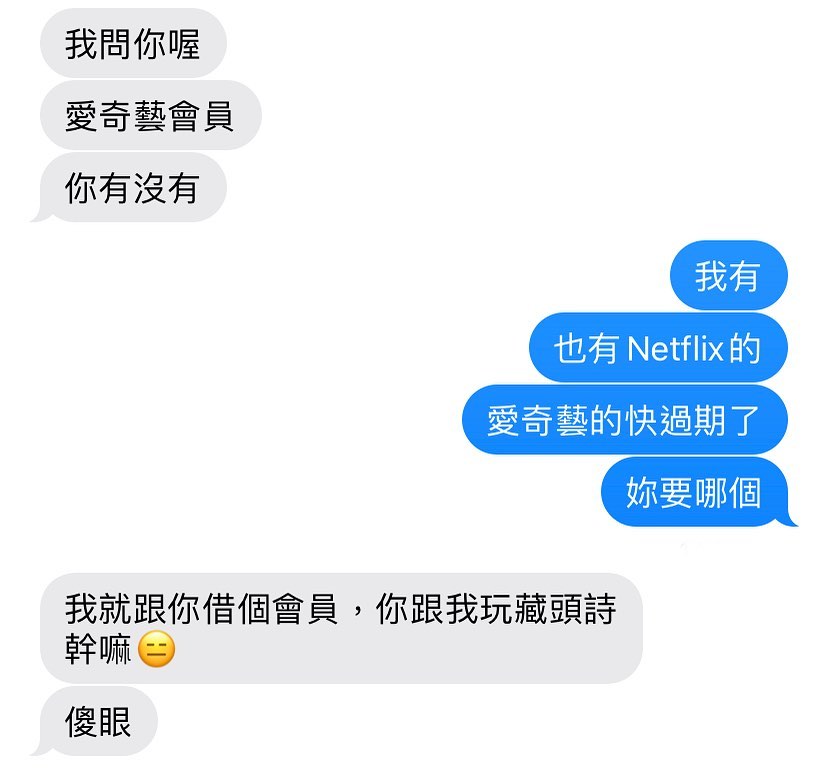 我問你喔
愛奇藝會員
你有沒有
我有
也有Netflix的
愛奇藝的快過期了
妳要哪個
我就跟你借個會員，你跟我玩藏頭詩
幹嘛😑
傻眼